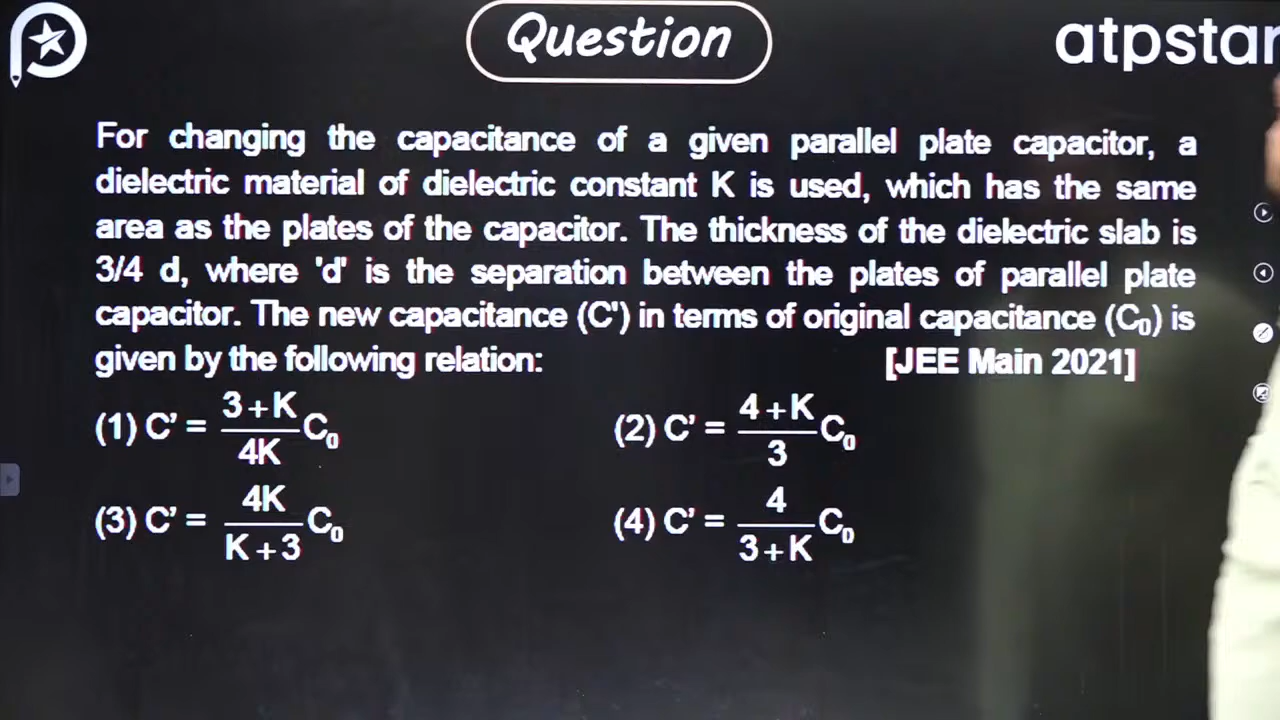 Question
atpstar
For changing the capacitance of a given parallel plate capacitor, a
dielectric material of dielectric constant K is used, which has the same
area as the plates of the capacitor. The thickness of the dielectric slab is
3/4 d, where 'd' is the separation between the plates of parallel plate
capacitor. The new capacitance (C') in terms of original capacitance (C₀) is
given by the following relation: [JEE Main 2021]
(1) C' = (3+K)/(4K) C₀ (2) C' = (4+K)/3 C₀
(3) C' = 4K/(K+3) C₀ (4) C' = 4/(3+K) C₀